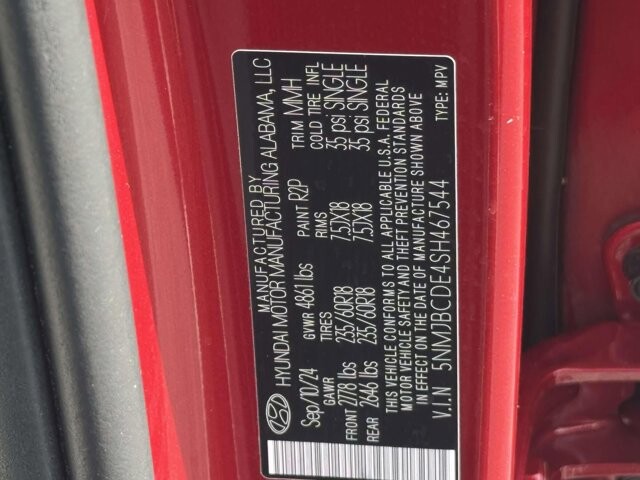 MANUFACTURED BY
HYUNDAI MOTOR MANUFACTURING ALABAMA, LLC
Sep/10/24 GVWR 4861 lbs PAINT R2P TRIM MMH
GAWR TIRES RIMS COLD TIRE INFL
FRONT 2778 lbs 235/60R18 7.5JX18 35 psi SINGLE
REAR 2646 lbs 235/60R18 7.5JX18 35 psi SINGLE
THIS VEHICLE CONFORMS TO ALL APPLICABLE U.S.A. FEDERAL
MOTOR VEHICLE SAFETY AND THEFT PREVENTION STANDARDS
IN EFFECT ON THE DATE OF MANUFACTURE SHOWN ABOVE
V.I.N 5NMJBCDE4SH467544 TYPE: MPV